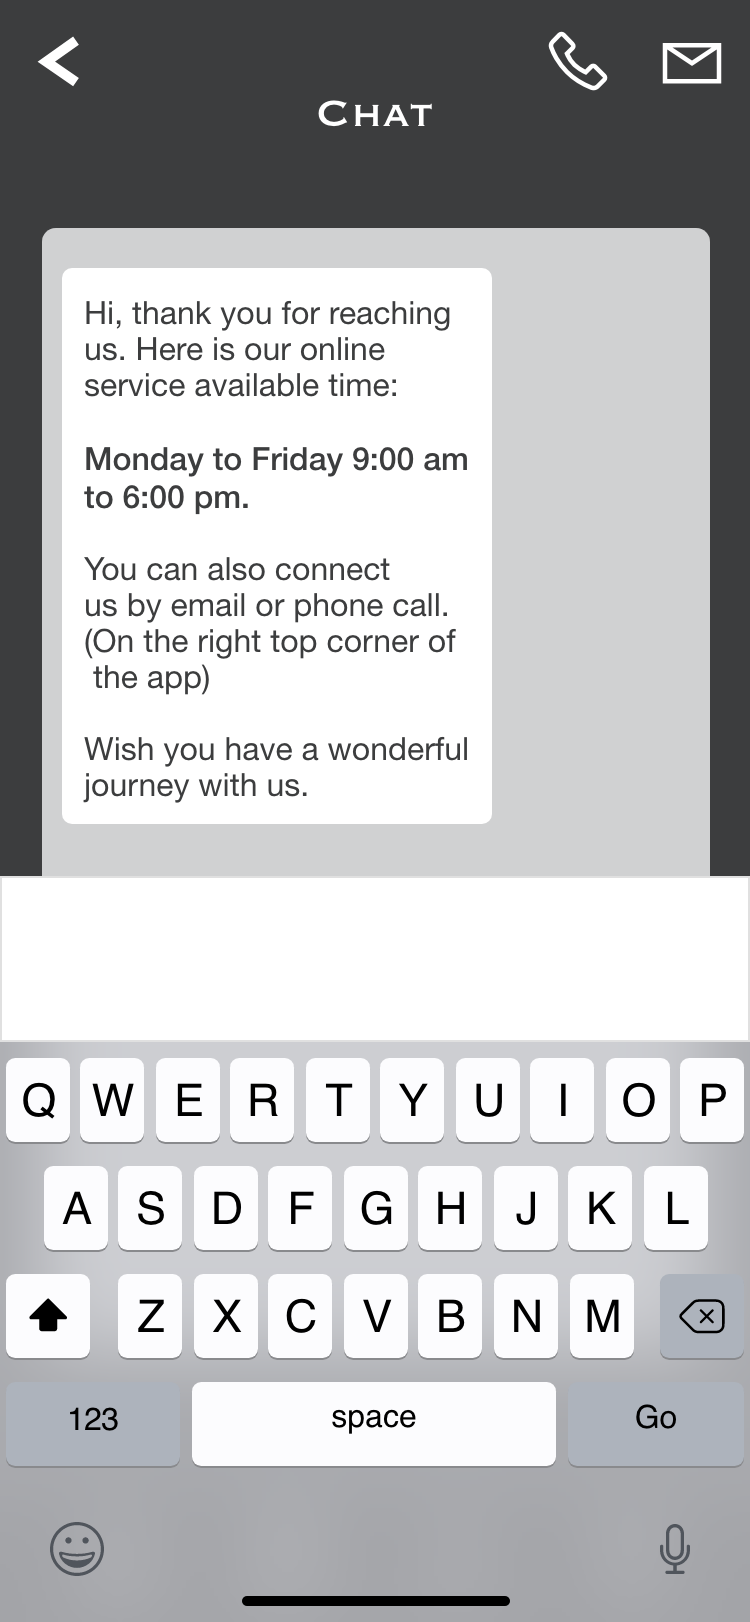 Chat
Hi, thank you for reaching
us. Here is our online
service available time:
Monday to Friday 9:00 am
to 6:00 pm.
You can also connect
us by email or phone call.
(On the right top corner of
the app)
Wish you have a wonderful
journey with us.
Q W E R T Y U I O P
A S D F G H J K L
Z X C V B N M
123 space Go